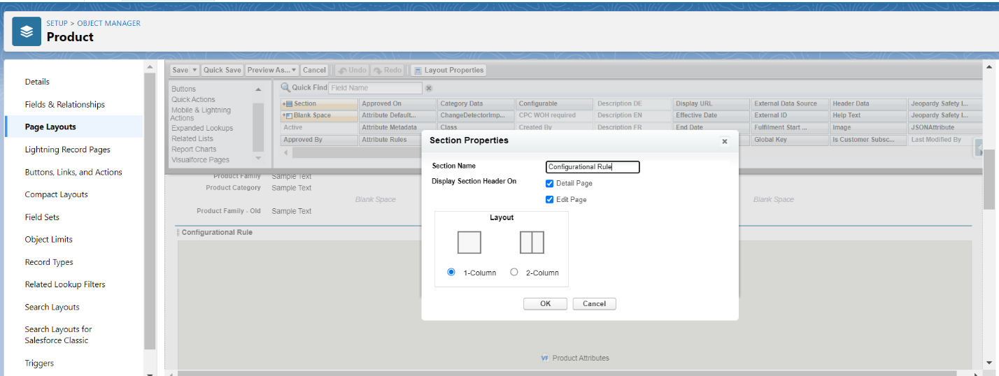 SETUP > OBJECT MANAGER
Product
Details
Fields & Relationships
Page Layouts
Lightning Record Pages
Buttons, Links, and Actions
Compact Layouts
Field Sets
Object Limits
Record Types
Related Lookup Filters
Search Layouts
Search Layouts for
Salesforce Classic
Triggers
Save Quick Save Preview As... Cancel Undo Redo Layout Properties
Buttons
Quick Actions
Mobile & Lightning
Actions
Expanded Lookups
Related Lists
Report Charts
Visualforce Pages
Quick Find Field Name
Section Approved On Category Data Configurable Description DE Display URL External Data Source Header Data Jeopardy Safety I...
Blank Space Attribute Default... ChangeDetectorImp... CPC WOH required Description EN Effective Date External ID Help Text Jeopardy Safety I...
Active Attribute Metadata Class Created By Description FR End Date Fulfilment Start ... Image JSONAttribute
Approved By Attribute Rules Global Key Is Customer Subsc... Last Modified By
Product Family Sample Text
Product Category Sample Text
Blank Space Blank Space
Product Family - Old Sample Text
Configurational Rule
VF Product Attributes
Section Properties
Section Name Configurational Rule
Display Section Header On Detail Page
Edit Page
Layout
1-Column 2-Column
OK Cancel